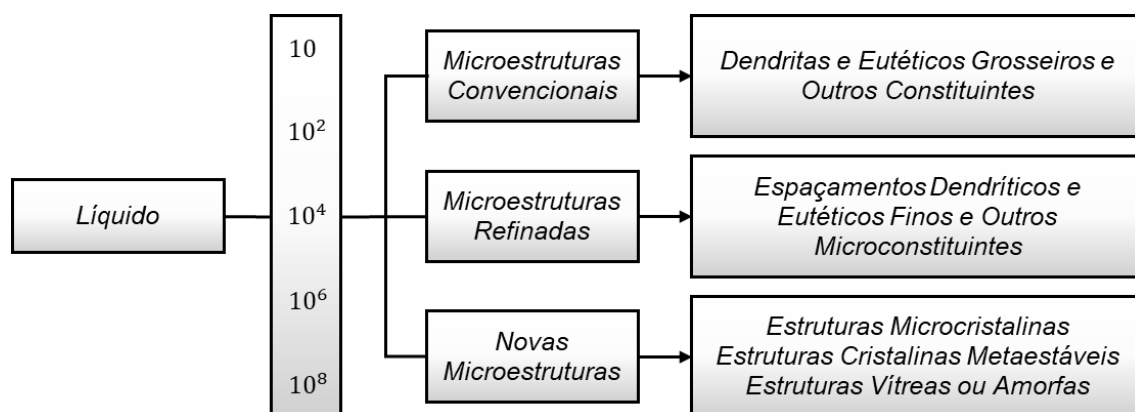 Líquido
10
10²
10⁴
10⁶
10⁸
Microestruturas
Convencionais
Dendritas e Eutéticos Grosseiros e
Outros Constituintes
Microestruturas
Refinadas
Espaçamentos Dendríticos e
Eutéticos Finos e Outros
Microconstituintes
Novas
Microestruturas
Estruturas Microcristalinas
Estruturas Cristalinas Metaestáveis
Estruturas Vítreas ou Amorfas